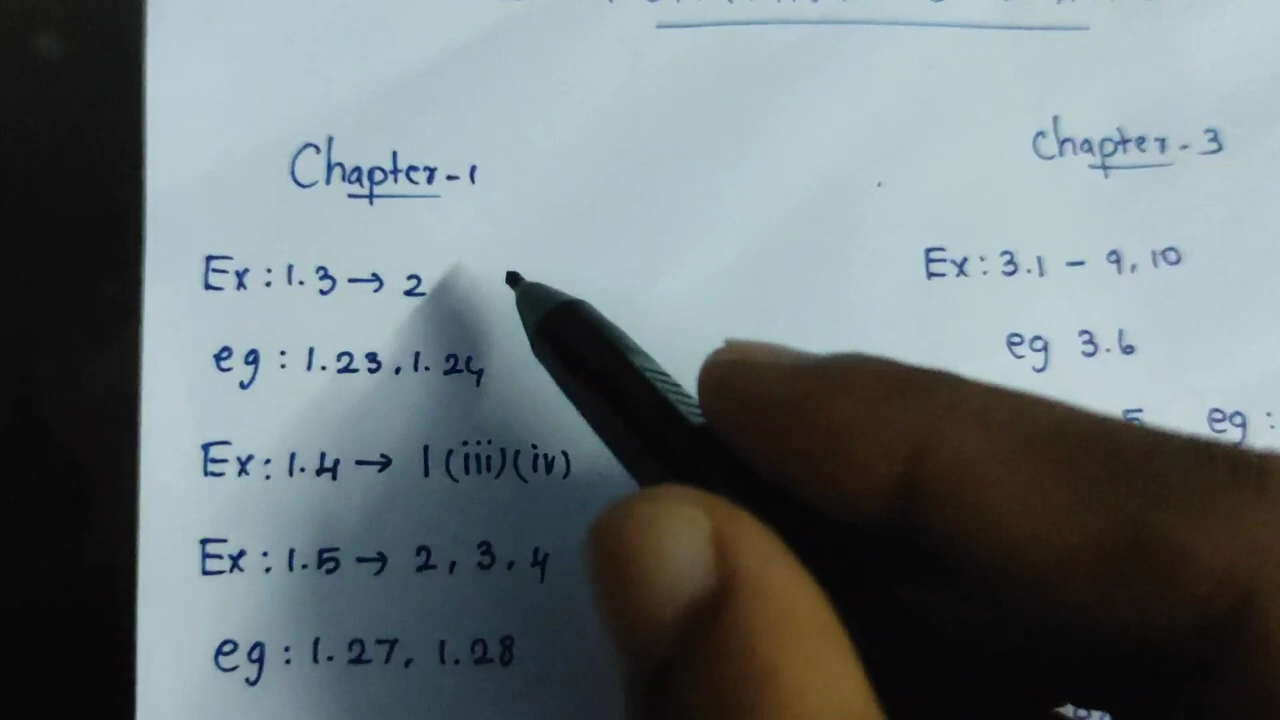 Chapter-1
Ex : 1.3 → 2
eg : 1.23, 1.24
Ex : 1.4 → 1 (iii) (iv)
Ex : 1.5 → 2, 3, 4
eg : 1.27, 1.28
Chapter - 3
Ex : 3.1 - 9, 10
eg 3.6
eg :